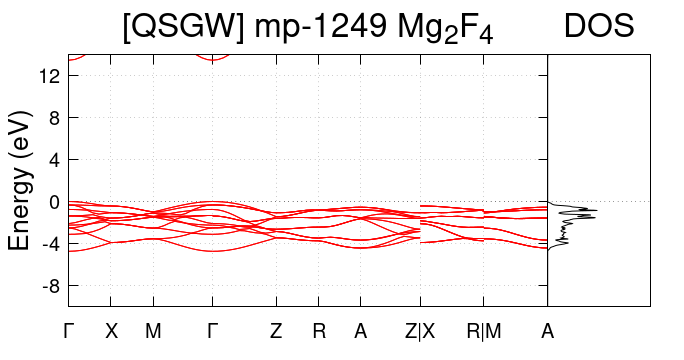 [QSGW] mp-1249 Mg₂F₄ DOS
Energy (eV)
12
8
4
0
-4
-8
Γ X M Γ Z R A Z|X R|M A